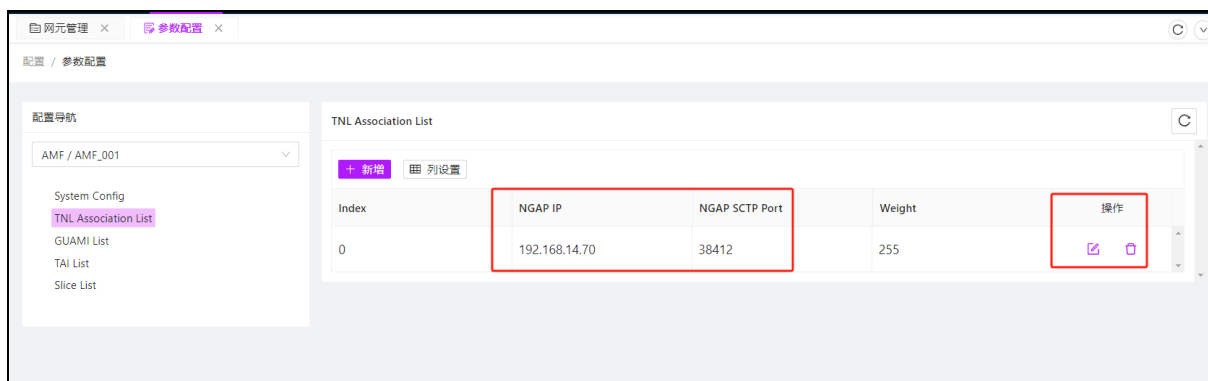 网元管理
参数配置
配置 / 参数配置
配置导航
AMF / AMF_001
System Config
TNL Association List
GUAMI List
TAI List
Slice List
TNL Association List
+ 新增 列设置
Index NGAP IP NGAP SCTP Port Weight 操作
0 192.168.14.70 38412 255